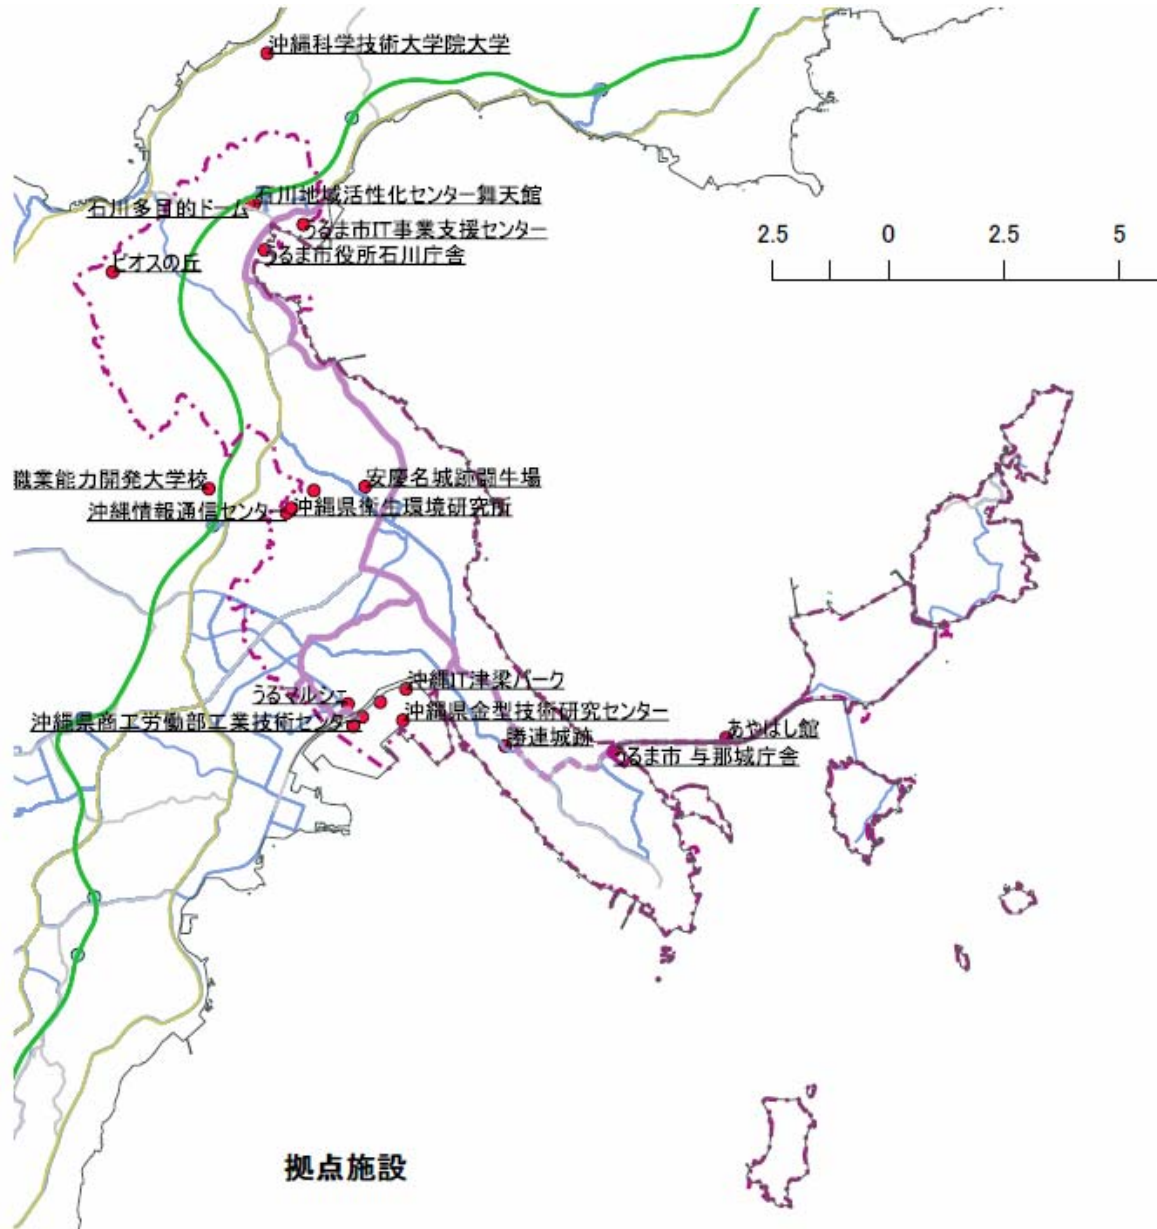 沖縄科学技術大学院大学
石川地域活性化センター舞天館
石川多目的ドーム
うるま市IT事業支援センター
2.5 0 2.5 5
うるま市役所石川庁舎
ビオスの丘
職業能力開発大学校
安慶名城跡闘牛場
沖縄情報通信センター
沖縄県衛生環境研究所
沖縄IT津梁パーク
うるマルシェ
沖縄県商工労働部工業技術センター
沖縄県金型技術研究センター
勝連城跡
あやはし館
うるま市 与那城庁舎
拠点施設